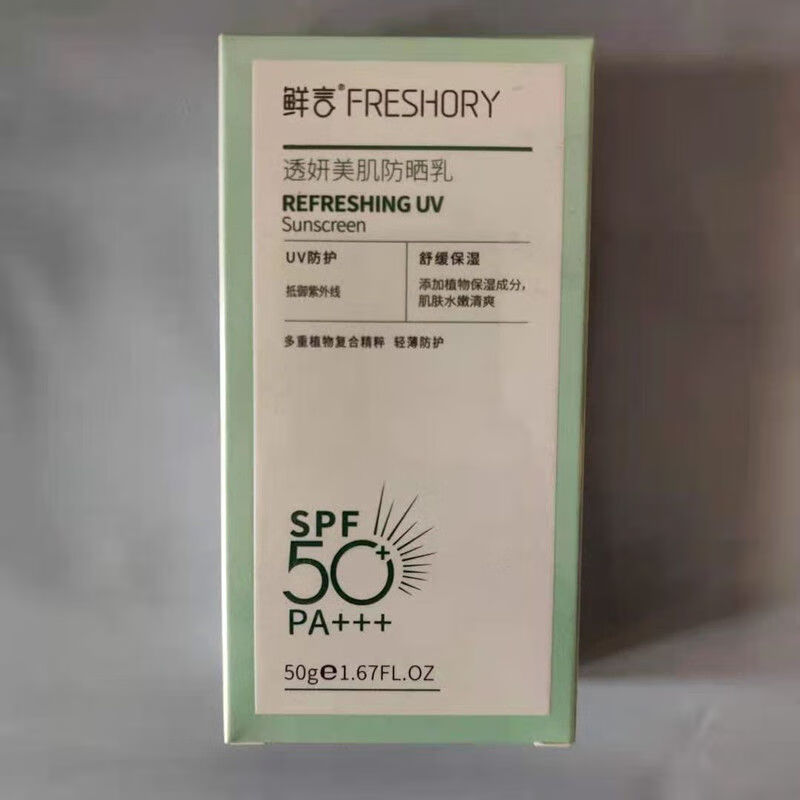 鲜言®FRESHORY
透妍美肌防晒乳
REFRESHING UV
Sunscreen
UV防护
抵御紫外线
舒缓保湿
添加植物保湿成分，
肌肤水嫩清爽
多重植物复合精粹 轻薄防护
SPF
50+
PA+++
50g℮1.67FL.OZ